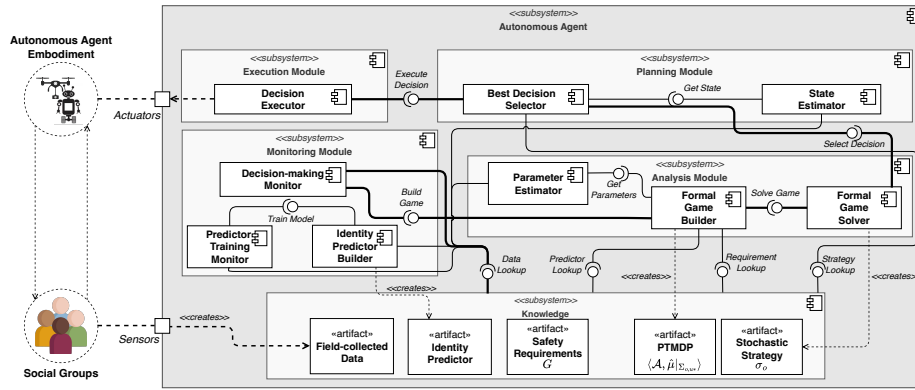 <<subsystem>>
Autonomous Agent
Autonomous Agent
Embodiment
<<subsystem>>
Execution Module
Decision
Executor
Execute
Decision
<<subsystem>>
Planning Module
Best Decision
Selector
Get State
State
Estimator
Actuators
Select Decision
<<subsystem>>
Monitoring Module
Decision-making
Monitor
Train Model
Predictor
Training
Monitor
Identity
Predictor
Builder
Build
Game
<<subsystem>>
Analysis Module
Parameter
Estimator
Get
Parameters
Formal
Game
Builder
Solve Game
Formal
Game
Solver
Data
Lookup
Predictor
Lookup
Requirement
Lookup
Strategy
Lookup
<<creates>>
<<creates>>
<<creates>>
<<creates>>
Sensors
Social Groups
<<subsystem>>
Knowledge
«artifact»
Field-collected
Data
«artifact»
Identity
Predictor
«artifact»
Safety
Requirements
G
«artifact»
PTMDP
⟨𝒜, μ̂|Σ_{o,u*}⟩
«artifact»
Stochastic
Strategy
σ_o